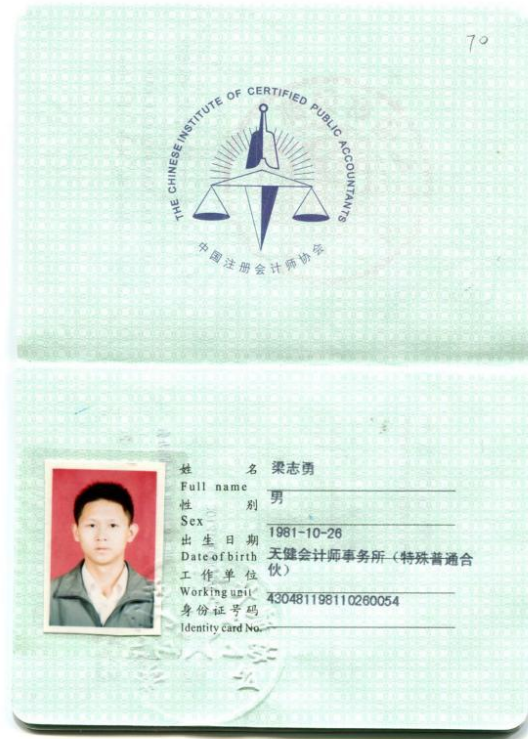 70
THE CHINESE INSTITUTE OF CERTIFIED PUBLIC ACCOUNTANTS
中国注册会计师协会
姓 名 梁志勇
Full name
性 别 男
Sex
出生日期 1981-10-26
Date of birth
工作单位 天健会计师事务所（特殊普通合
Working unit 伙）
身份证号码 430481198110260054
Identity card No.